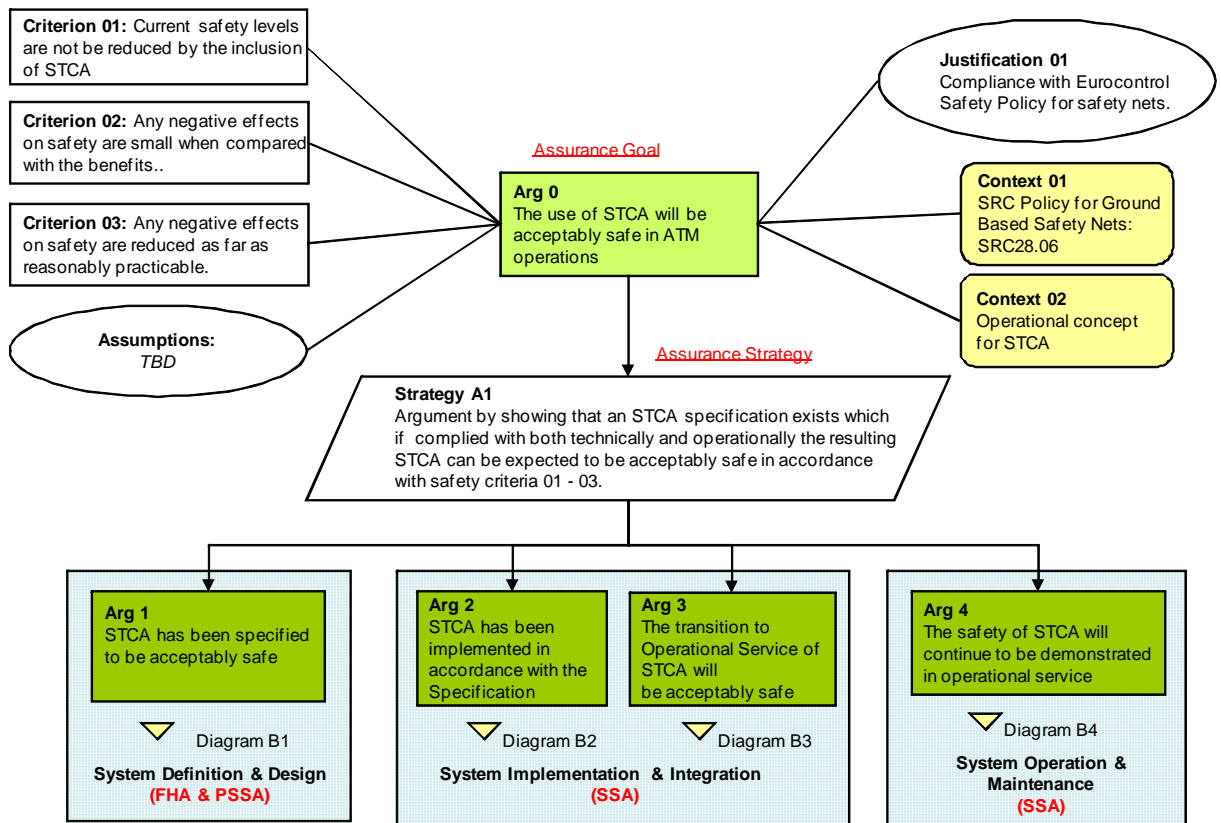 Criterion 01: Current safety levels
are not be reduced by the inclusion
of STCA
Criterion 02: Any negative effects
on safety are small when compared
with the benefits..
Criterion 03: Any negative effects
on safety are reduced as far as
reasonably practicable.
Assumptions:
TBD
Assurance Goal
Arg 0
The use of STCA will be
acceptably safe in ATM
operations
Justification 01
Compliance with Eurocontrol
Safety Policy for safety nets.
Context 01
SRC Policy for Ground
Based Safety Nets:
SRC28.06
Context 02
Operational concept
for STCA
Assurance Strategy
Strategy A1
Argument by showing that an STCA specification exists which
if complied with both technically and operationally the resulting
STCA can be expected to be acceptably safe in accordance
with safety criteria 01 - 03.
Arg 1
STCA has been specified
to be acceptably safe
Diagram B1
System Definition & Design
(FHA & PSSA)
Arg 2
STCA has been
implemented in
accordance with the
Specification
Diagram B2
Arg 3
The transition to
Operational Service of
STCA will
be acceptably safe
Diagram B3
System Implementation & Integration
(SSA)
Arg 4
The safety of STCA will
continue to be demonstrated
in operational service
Diagram B4
System Operation &
Maintenance
(SSA)